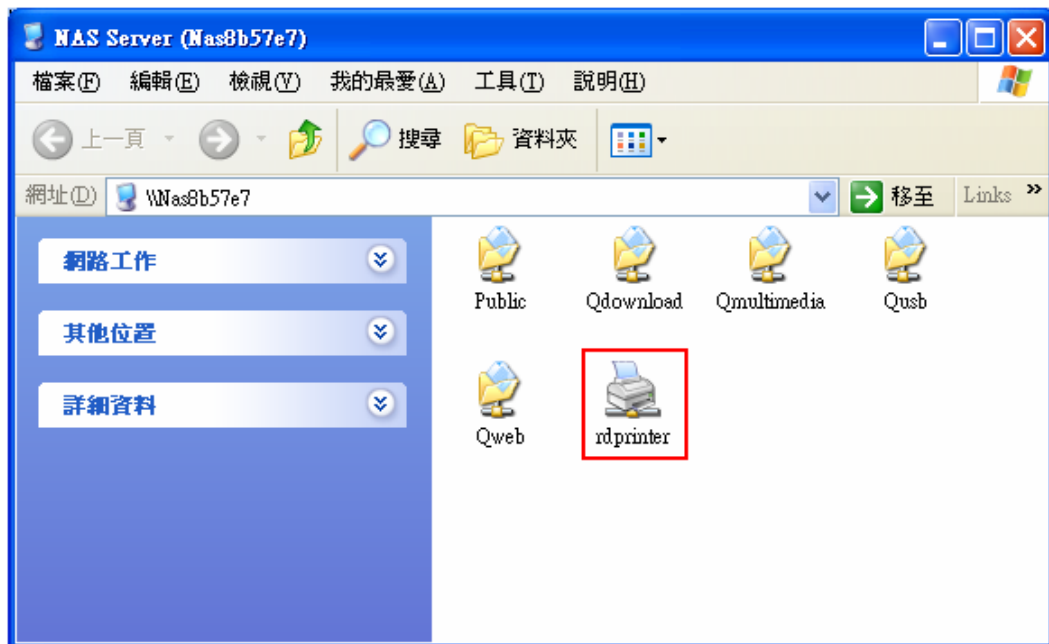 NAS Server (Nas8b57e7)
檔案(F) 編輯(E) 檢視(V) 我的最愛(A) 工具(T) 說明(H)
上一頁 搜尋 資料夾
網址(D) \\Nas8b57e7 移至 Links »
網路工作
其他位置
詳細資料
Public Qdownload Qmultimedia Qusb
Qweb rdprinter